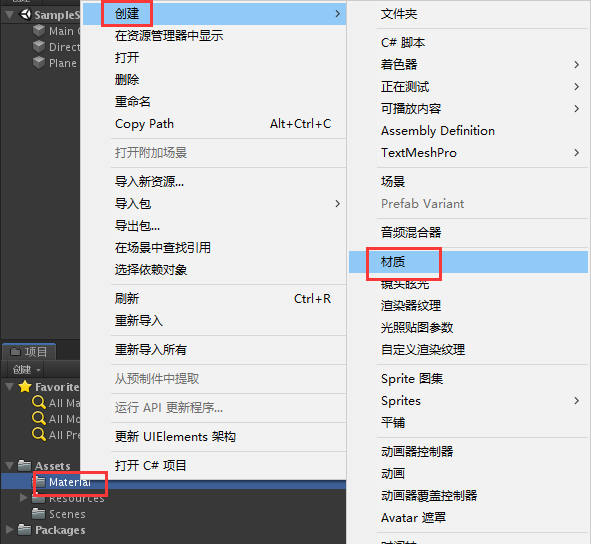 SampleS
Main C
Direct
Plane
创建
在资源管理器中显示
打开
删除
重命名
Copy Path Alt+Ctrl+C
打开附加场景
导入新资源...
导入包
导出包...
在场景中查找引用
选择依赖对象
刷新 Ctrl+R
重新导入
重新导入所有
从预制件中提取
运行 API 更新程序...
更新 UIElements 架构
打开 C# 项目
文件夹
C# 脚本
着色器
正在测试
可播放内容
Assembly Definition
TextMeshPro
场景
Prefab Variant
音频混合器
材质
镜头眩光
渲染器纹理
光照贴图参数
自定义渲染纹理
Sprite 图集
Sprites
平铺
动画器控制器
动画
动画器覆盖控制器
Avatar 遮罩
项目
创建
Favorite
All Ma
All Mo
All Pre
Assets
Material
Resources
Scenes
Packages